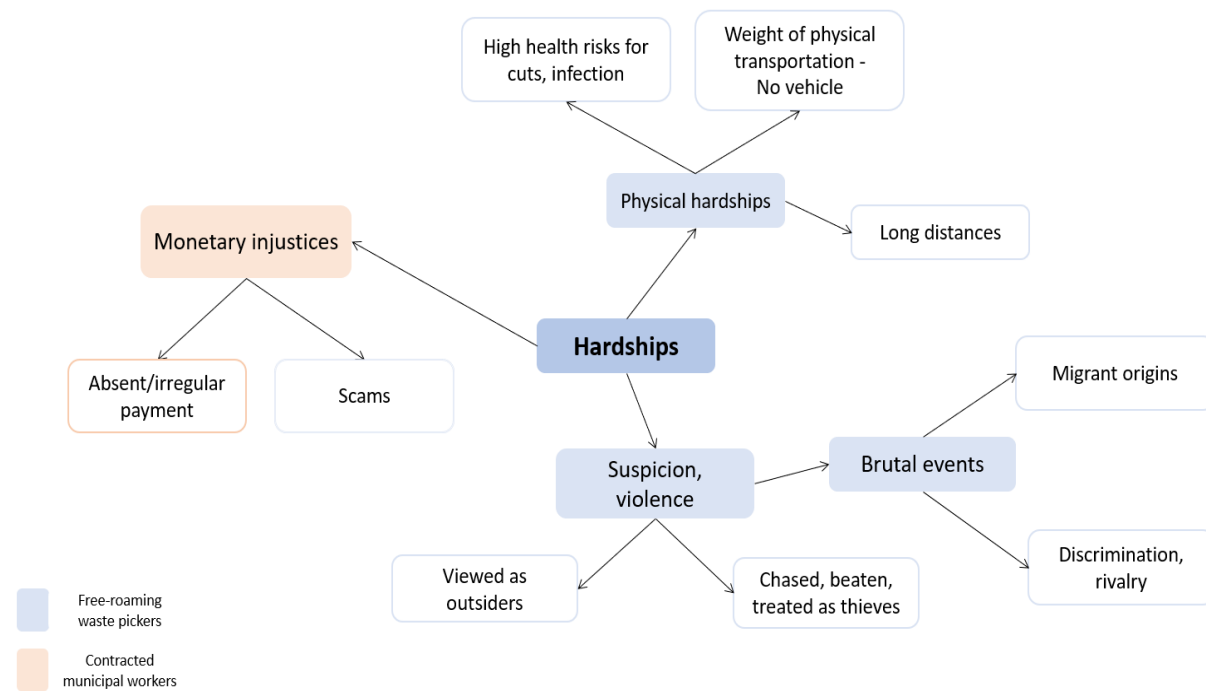 High health risks for
cuts, infection
Weight of physical
transportation -
No vehicle
Physical hardships
Long distances
Monetary injustices
Hardships
Absent/irregular
payment
Scams
Migrant origins
Suspicion,
violence
Brutal events
Viewed as
outsiders
Chased, beaten,
treated as thieves
Discrimination,
rivalry
Free-roaming
waste pickers
Contracted
municipal workers